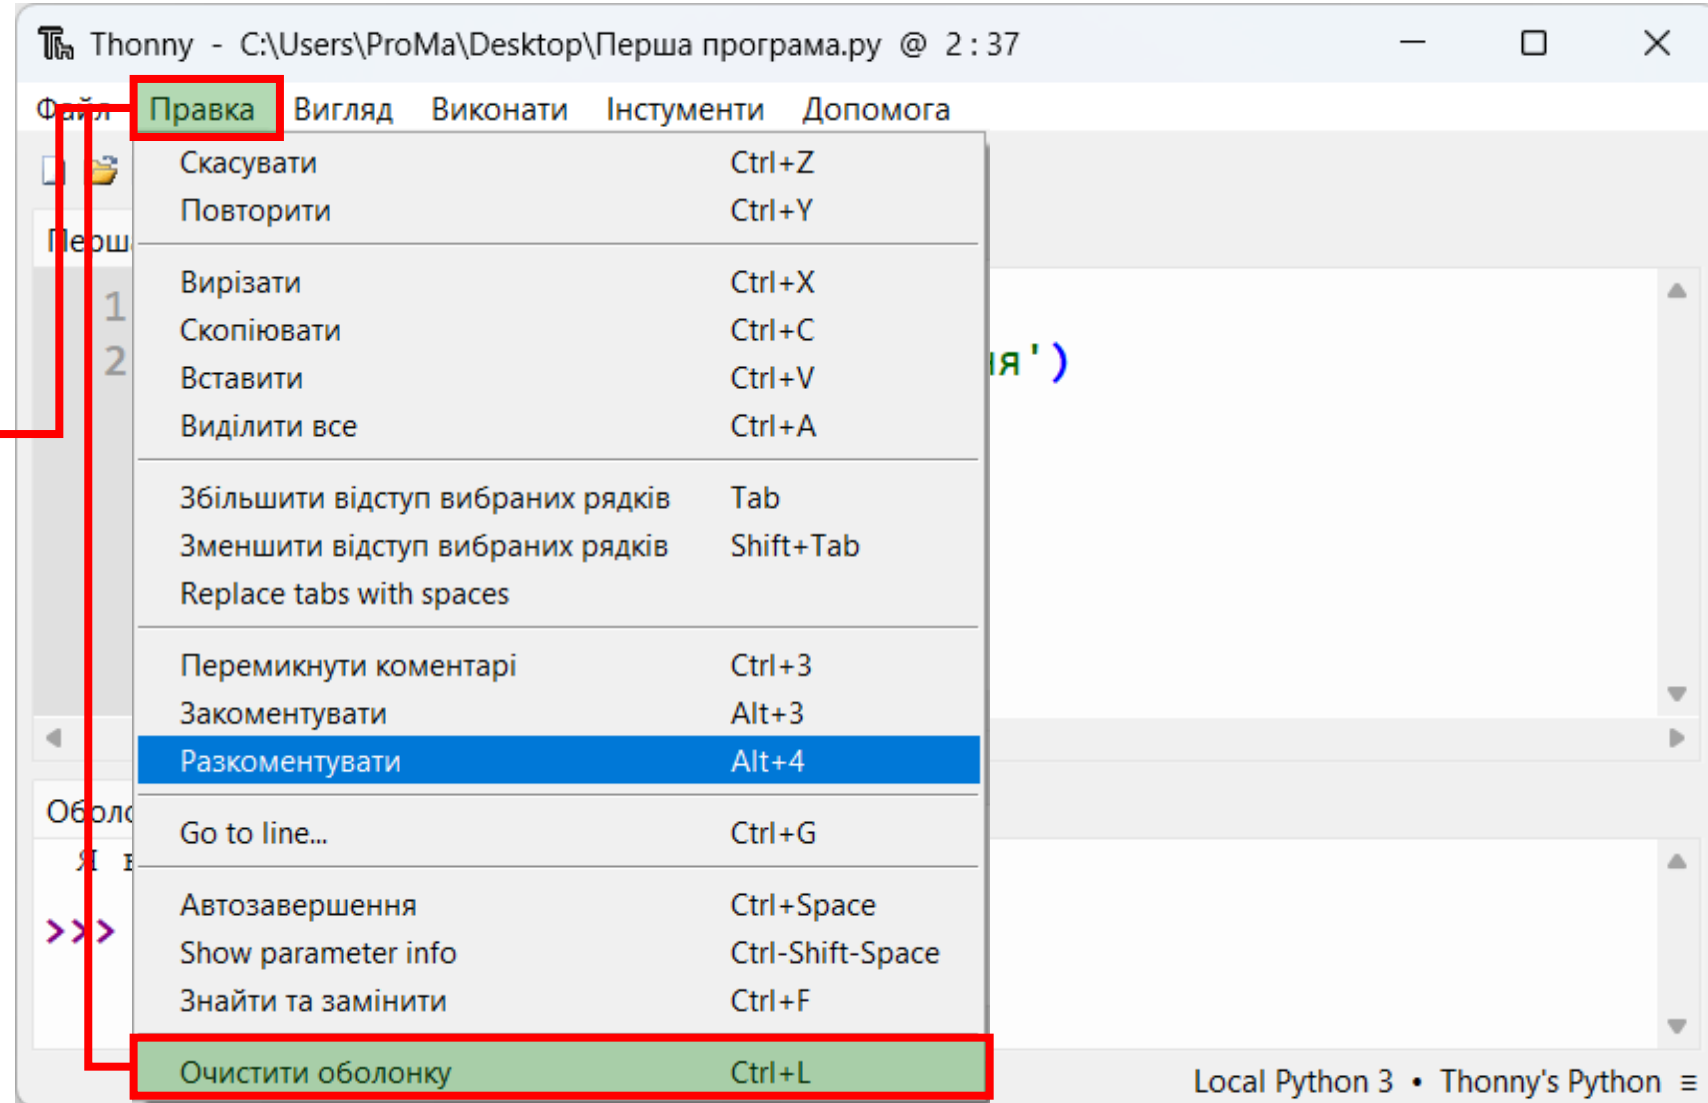 Thonny - C:\Users\ProMa\Desktop\Перша програма.py @ 2:37
Файл Правка Вигляд Виконати Інстументи Допомога
Скасувати Ctrl+Z
Повторити Ctrl+Y
Перша
Вирізати Ctrl+X
1
Скопіювати Ctrl+C
2 ня')
Вставити Ctrl+V
Виділити все Ctrl+A
Збільшити відступ вибраних рядків Tab
Зменшити відступ вибраних рядків Shift+Tab
Replace tabs with spaces
Перемикнути коментарі Ctrl+3
Закоментувати Alt+3
Разкоментувати Alt+4
Оболо
Go to line... Ctrl+G
Я в
Автозавершення Ctrl+Space
>>>
Show parameter info Ctrl-Shift-Space
Знайти та замінити Ctrl+F
Очистити оболонку Ctrl+L
Local Python 3 • Thonny's Python ≡